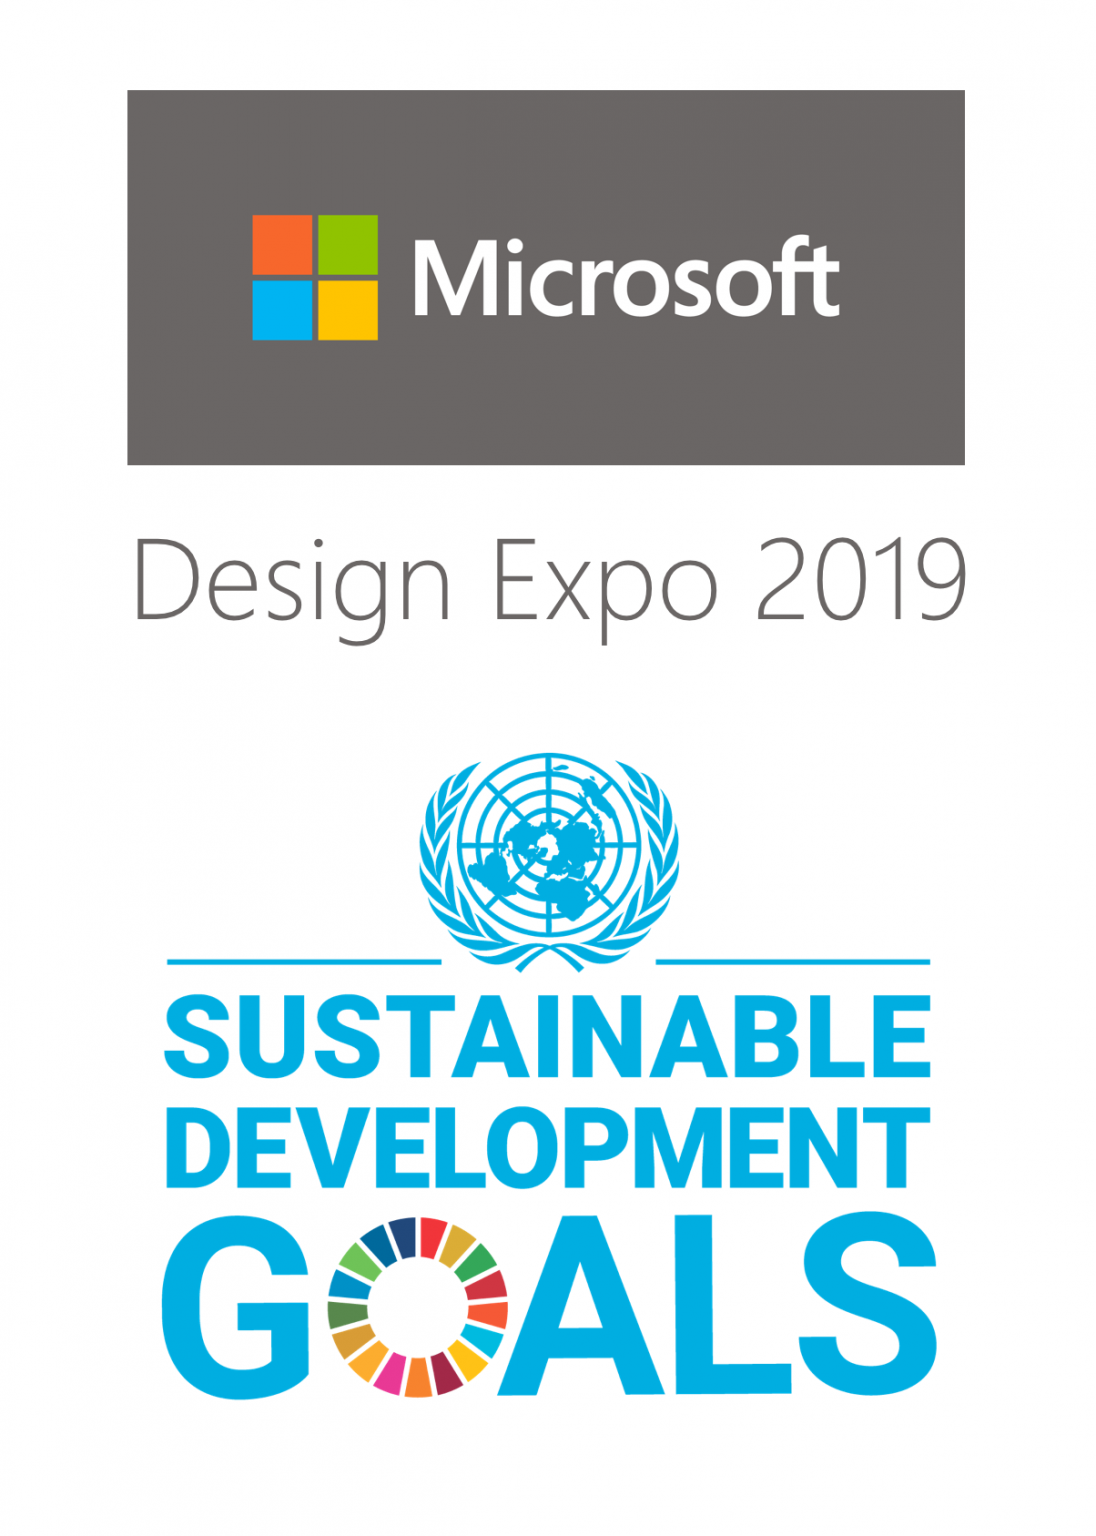 Microsoft
Design Expo 2019
SUSTAINABLE
DEVELOPMENT
GOALS